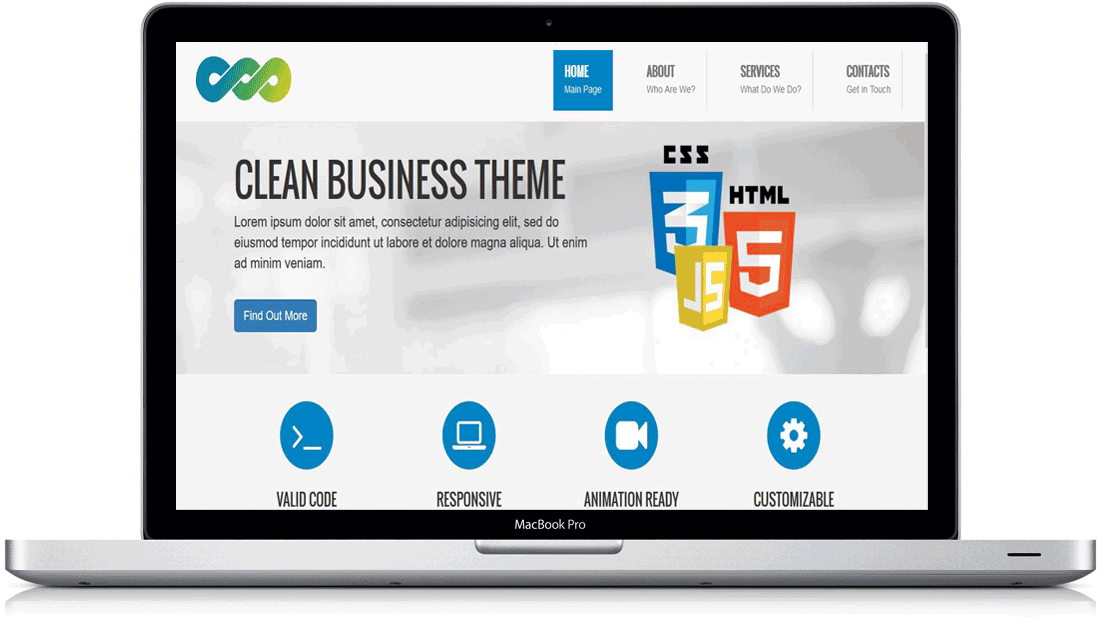 HOME
Main Page
ABOUT
Who Are We?
SERVICES
What Do We Do?
CONTACTS
Get in Touch
CLEAN BUSINESS THEME
Lorem ipsum dolor sit amet, consectetur adipisicing elit, sed do
eiusmod tempor incididunt ut labore et dolore magna aliqua. Ut enim
ad minim veniam.
Find Out More
CSS
3
HTML
5
JS
VALID CODE
RESPONSIVE
ANIMATION READY
CUSTOMIZABLE
MacBook Pro